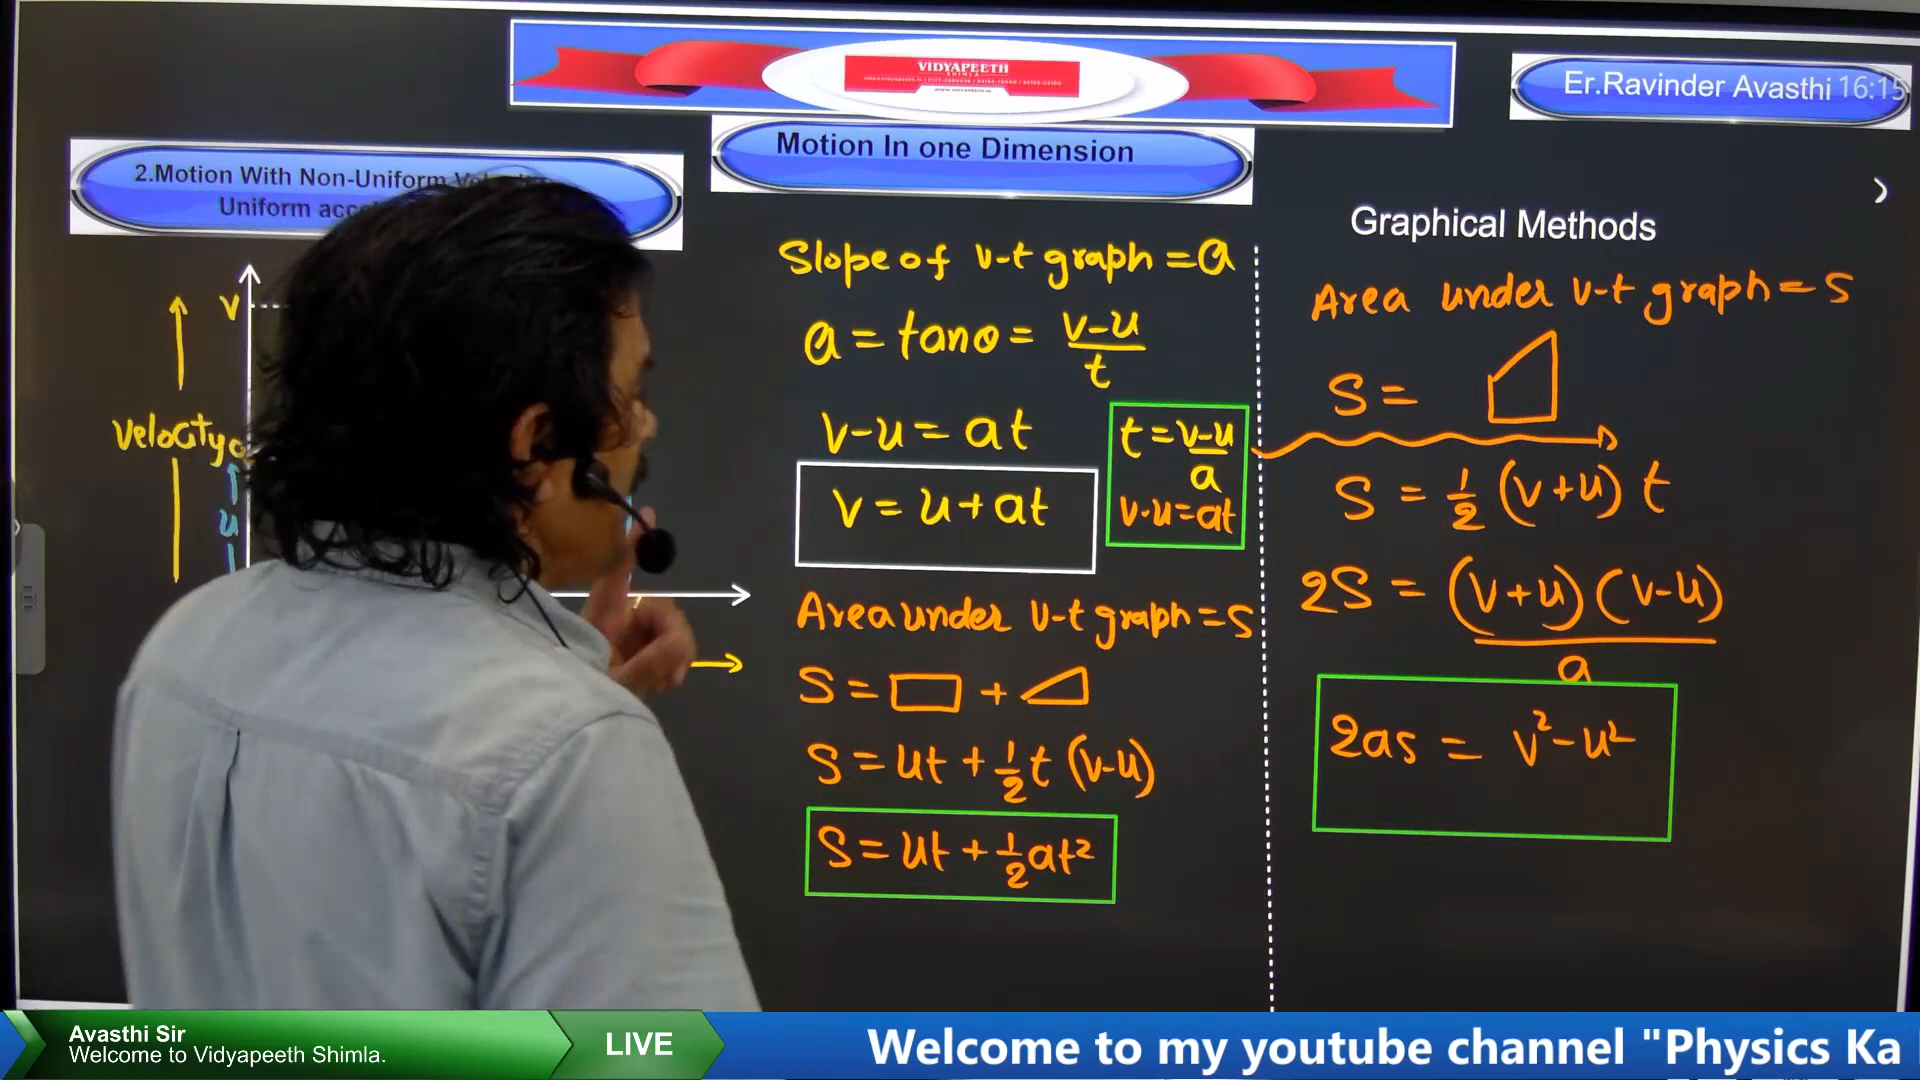 VIDYAPEETH
SHIMLA
Er.Ravinder Avasthi 16:15
Motion In one Dimension
2.Motion With Non-Uniform
Uniform
Graphical Methods
v
Velocity
u
Slope of v-t graph = a
a = tanθ = (v-u)/t
v-u = at
v = u+at
t = (v-u)/a
v-u=at
Area under v-t graph = S
S = ▭ + ◿
S = ut + 1/2 t (v-u)
S = ut + 1/2 at²
Area under v-t graph = S
S =
S = 1/2 (v+u) t
2S = (v+u)(v-u)/a
2as = v²-u²
Avasthi Sir
Welcome to Vidyapeeth Shimla.
LIVE
Welcome to my youtube channel "Physics Ka